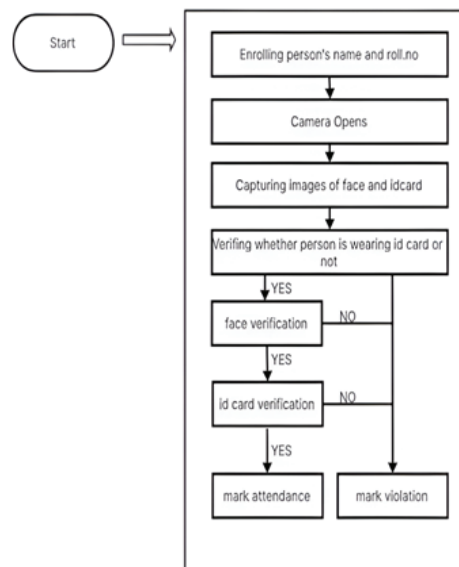 Start
Enrolling person's name and roll.no
Camera Opens
Capturing images of face and idcard
Verifing whether person is wearing id card or
not
YES
face verification
NO
YES
id card verification
NO
YES
mark attendance
mark violation